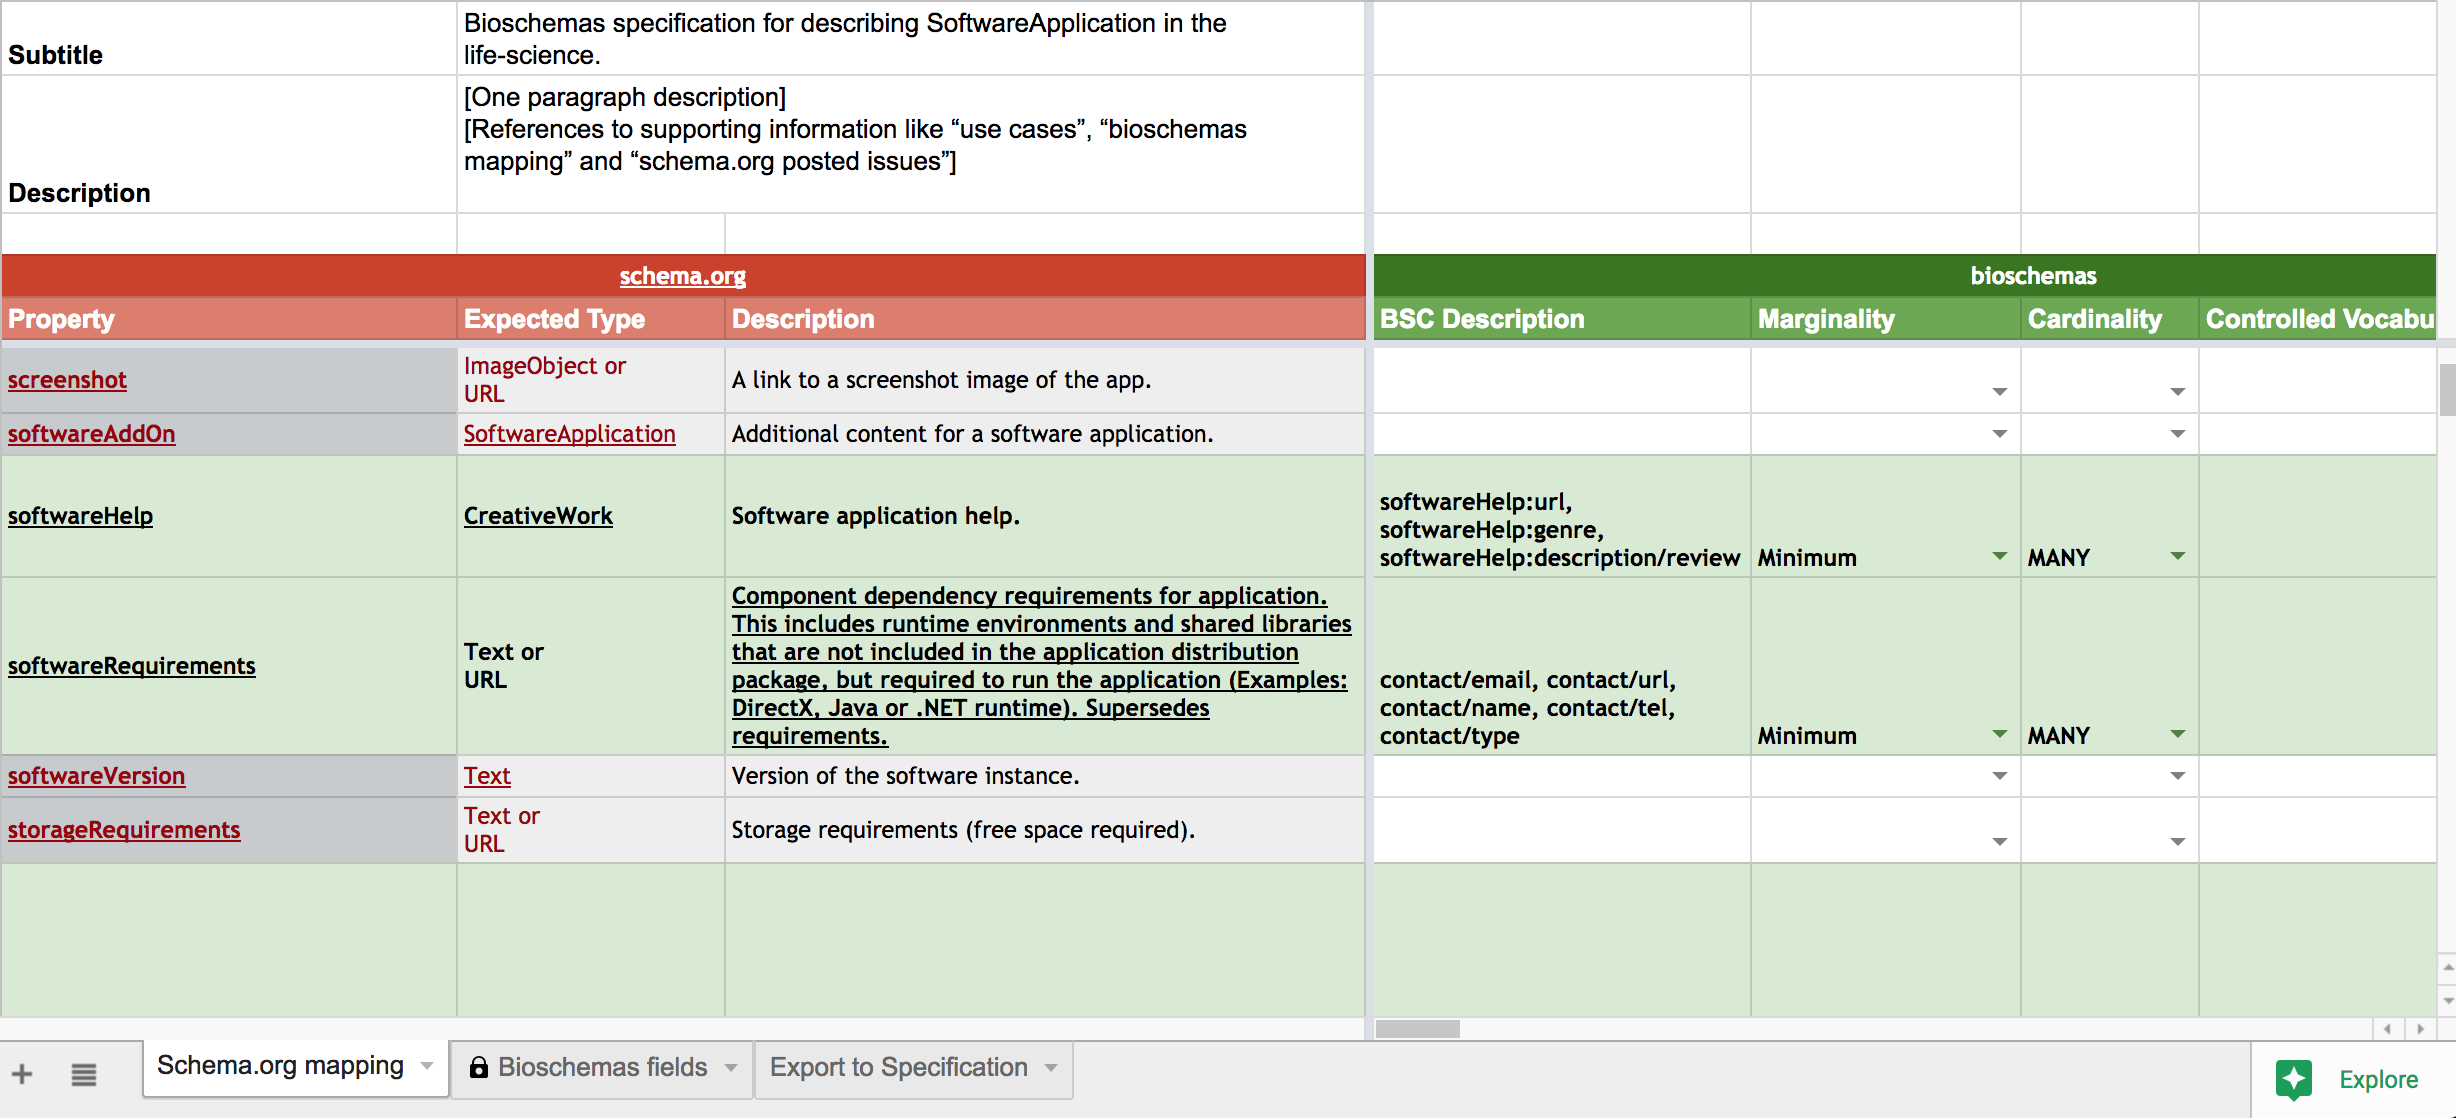 Subtitle
Bioschemas specification for describing SoftwareApplication in the
life-science.
Description
[One paragraph description]
[References to supporting information like “use cases”, “bioschemas
mapping” and “schema.org posted issues”]
schema.org
bioschemas
Property
Expected Type
Description
BSC Description
Marginality
Cardinality
Controlled Vocabu
screenshot
ImageObject or
URL
A link to a screenshot image of the app.
softwareAddOn
SoftwareApplication
Additional content for a software application.
softwareHelp
CreativeWork
Software application help.
softwareHelp:url,
softwareHelp:genre,
softwareHelp:description/review
Minimum
MANY
softwareRequirements
Text or
URL
Component dependency requirements for application.
This includes runtime environments and shared libraries
that are not included in the application distribution
package, but required to run the application (Examples:
DirectX, Java or .NET runtime). Supersedes
requirements.
contact/email, contact/url,
contact/name, contact/tel,
contact/type
Minimum
MANY
softwareVersion
Text
Version of the software instance.
storageRequirements
Text or
URL
Storage requirements (free space required).
Schema.org mapping
Bioschemas fields
Export to Specification
Explore